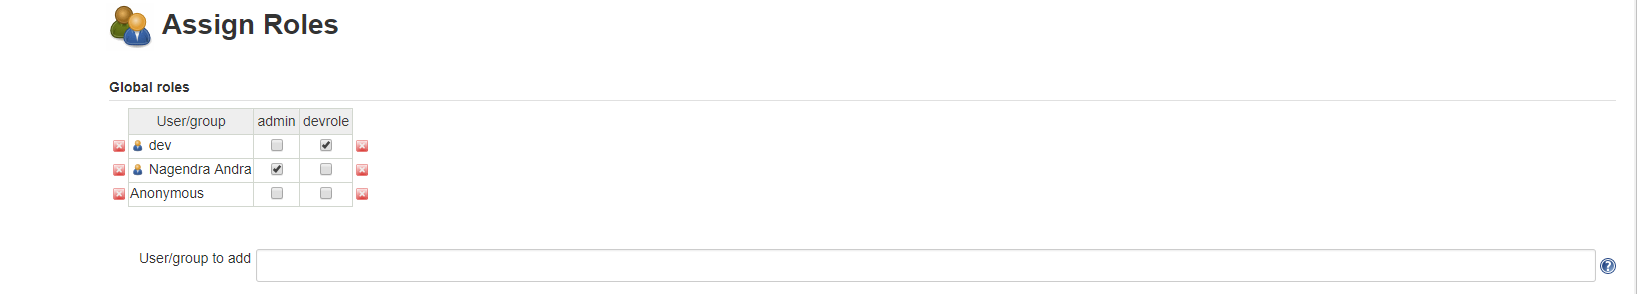 Assign Roles
Global roles
User/group admin devrole
dev
Nagendra Andra
Anonymous
User/group to add